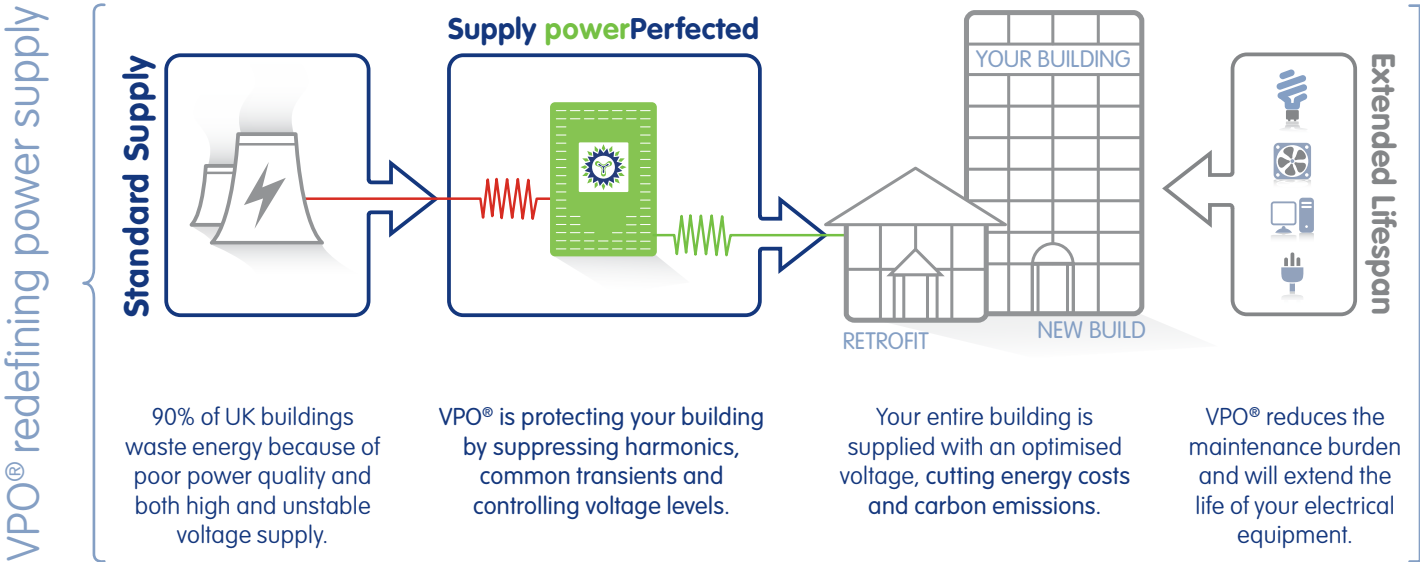 VPO® redefining power supply
Standard Supply
Supply powerPerfected
YOUR BUILDING
RETROFIT
NEW BUILD
Extended Lifespan
90% of UK buildings
waste energy because of
poor power quality and
both high and unstable
voltage supply.
VPO® is protecting your building
by suppressing harmonics,
common transients and
controlling voltage levels.
Your entire building is
supplied with an optimised
voltage, cutting energy costs
and carbon emissions.
VPO® reduces the
maintenance burden
and will extend the
life of your electrical
equipment.